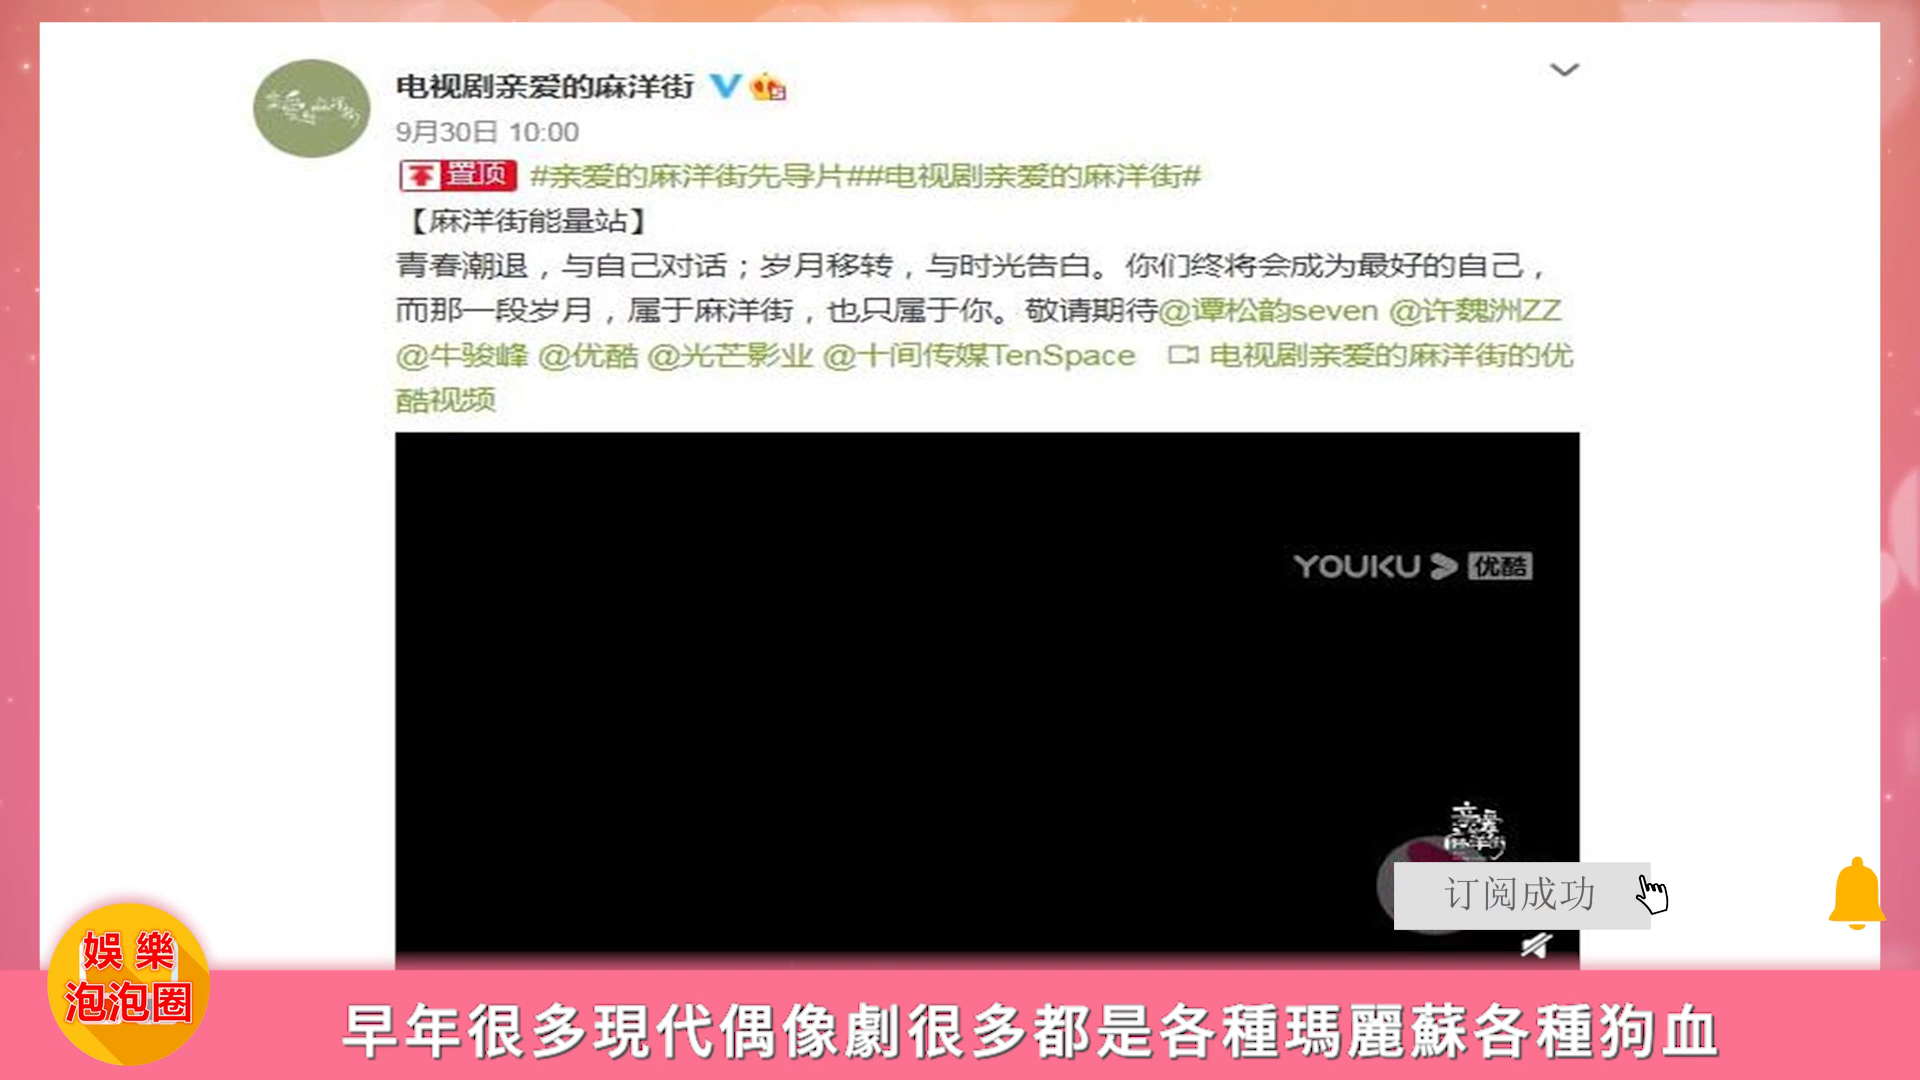 电视剧亲爱的麻洋街
9月30日 10:00
置顶 #亲爱的麻洋街先导片##电视剧亲爱的麻洋街#
【麻洋街能量站】
青春潮退，与自己对话；岁月移转，与时光告白。你们终将会成为最好的自己，
而那一段岁月，属于麻洋街，也只属于你。敬请期待@谭松韵seven @许魏洲ZZ
@牛骏峰 @优酷 @光芒影业 @十间传媒TenSpace 电视剧亲爱的麻洋街的优
酷视频
YOUKU 优酷
亲爱的
麻洋街
订阅成功
娛樂
泡泡圈
早年很多現代偶像劇很多都是各種瑪麗蘇各種狗血